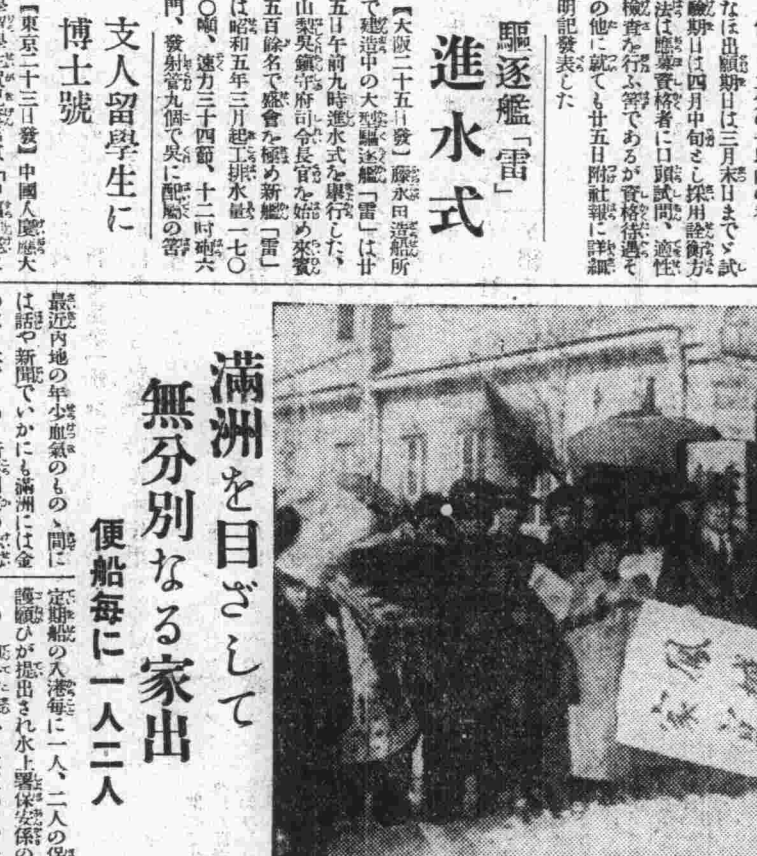 なほ出願期日は三月末日までゞ試
驗期日は四月中旬とし採用詮衡方
法は應募資格者に口頭試問、適性
檢査を行ふ筈であるが資格待遇そ
の他に就ても廿五日附社報に詳細
明記發表した
驅逐艦「雷」
進水式
【大阪二十五日發】藤永田造船所
で建造中の大型驅逐艦「雷」は廿
五日午前九時進水式を擧行した、
山梨吳鎭守府司令長官を始め來賓
五百餘名で盛會を極め新艦「雷」
は昭和五年三月起工排水量一七〇
〇噸、速力三十四節、十二吋砲六
門、發射管九個で吳に配屬の筈
支人留學生に
博士號
【東京二十三日發】中國人慶應大
滿洲を目ざして
無分別なる家出
便船每に一人二人
最近內地の年少血氣のものゝ間に
は話や新聞でいかにも滿洲には金
定期船の入港每に一人、二人の保
護願ひが提出され水上署保安係の